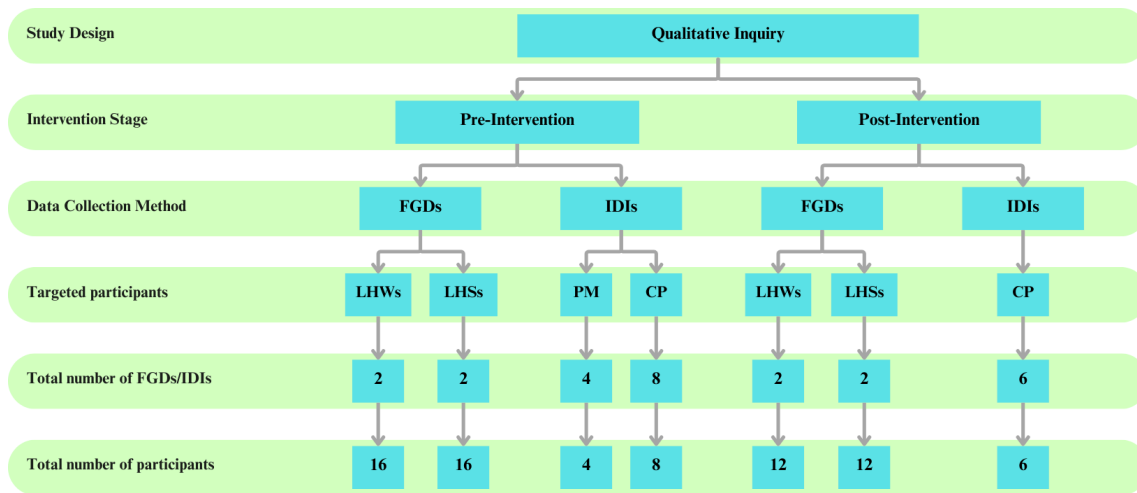 Study Design
Qualitative Inquiry
Intervention Stage
Pre-Intervention
Post-Intervention
Data Collection Method
FGDs
IDIs
FGDs
IDIs
Targeted participants
LHWs
LHSs
PM
CP
LHWs
LHSs
CP
Total number of FGDs/IDIs
2
2
4
8
2
2
6
Total number of participants
16
16
4
8
12
12
6